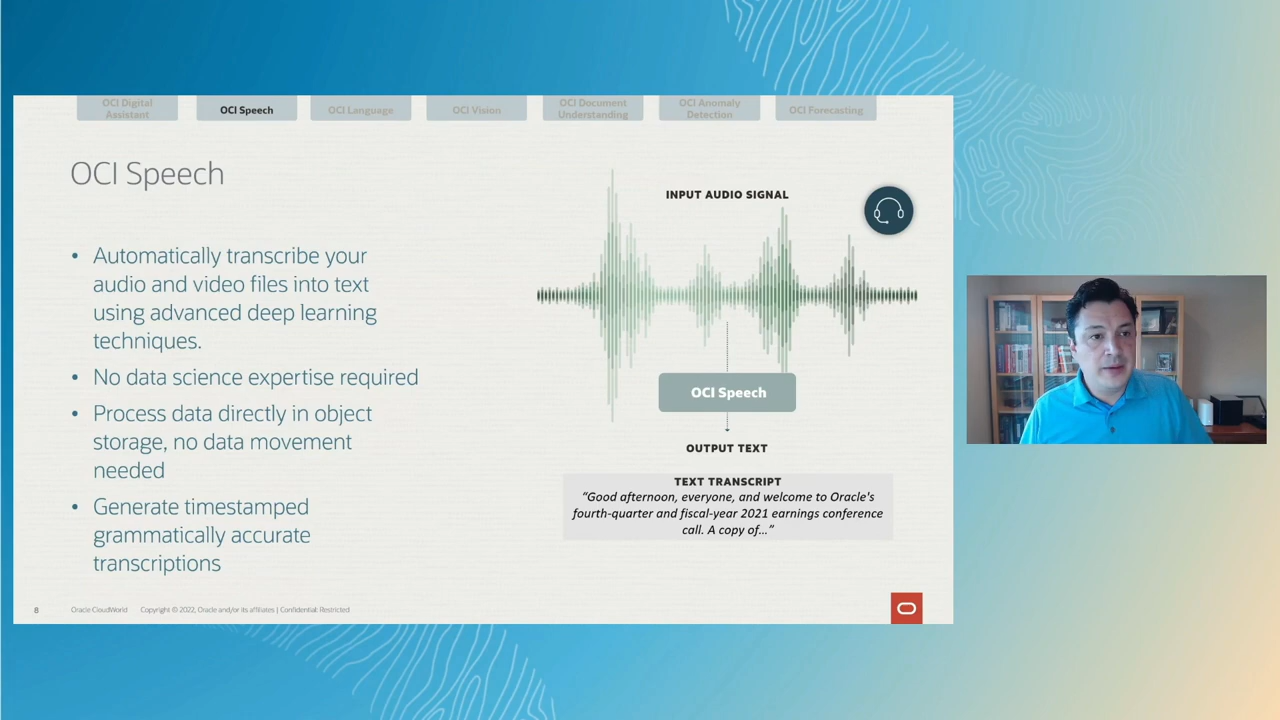 OCI Digital
Assistant
OCI Speech
OCI Language
OCI Vision
OCI Document
Understanding
OCI Anomaly
Detection
OCI Forecasting
OCI Speech
• Automatically transcribe your
audio and video files into text
using advanced deep learning
techniques.
• No data science expertise required
• Process data directly in object
storage, no data movement
needed
• Generate timestamped
grammatically accurate
transcriptions
INPUT AUDIO SIGNAL
OCI Speech
OUTPUT TEXT
TEXT TRANSCRIPT
“Good afternoon, everyone, and welcome to Oracle's
fourth-quarter and fiscal-year 2021 earnings conference
call. A copy of...”
8 Oracle CloudWorld Copyright © 2022, Oracle and/or its affiliates | Confidential: Restricted